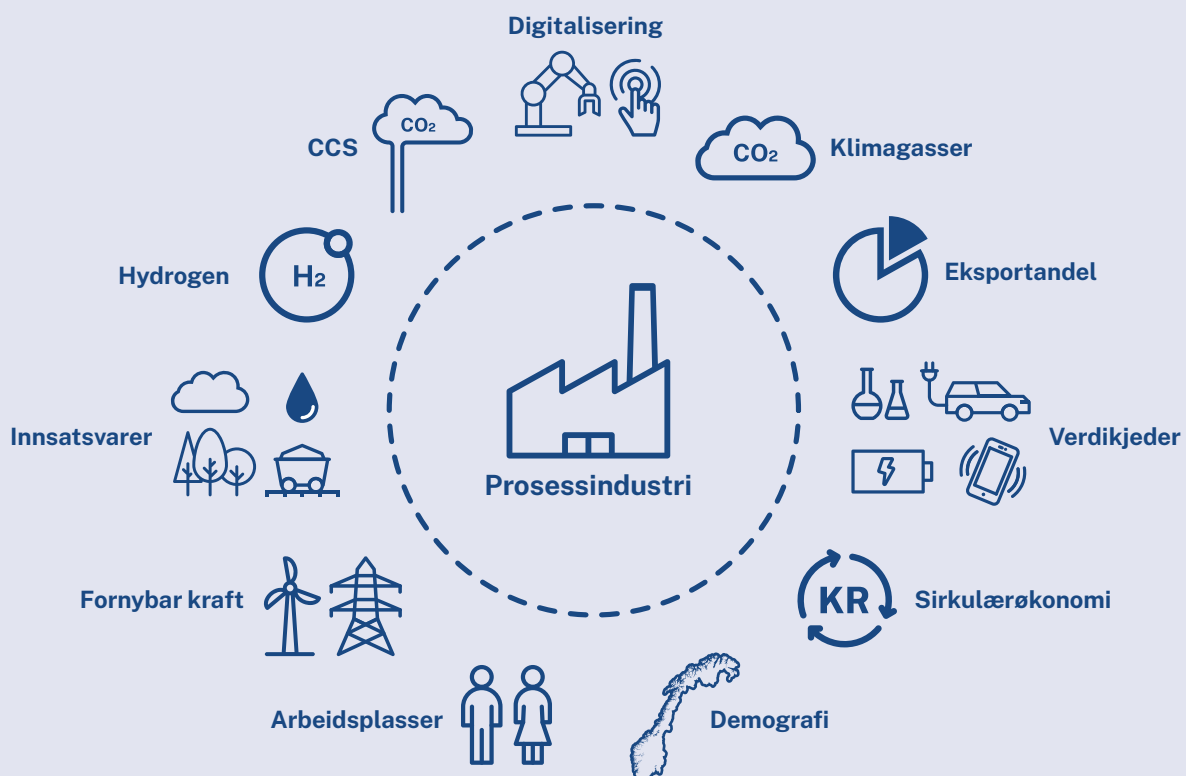 Digitalisering
CCS
CO₂
CO₂
Klimagasser
Hydrogen
H₂
Eksportandel
Innsatsvarer
Verdikjeder
Prosessindustri
Fornybar kraft
KR
Sirkulærøkonomi
Arbeidsplasser
Demografi